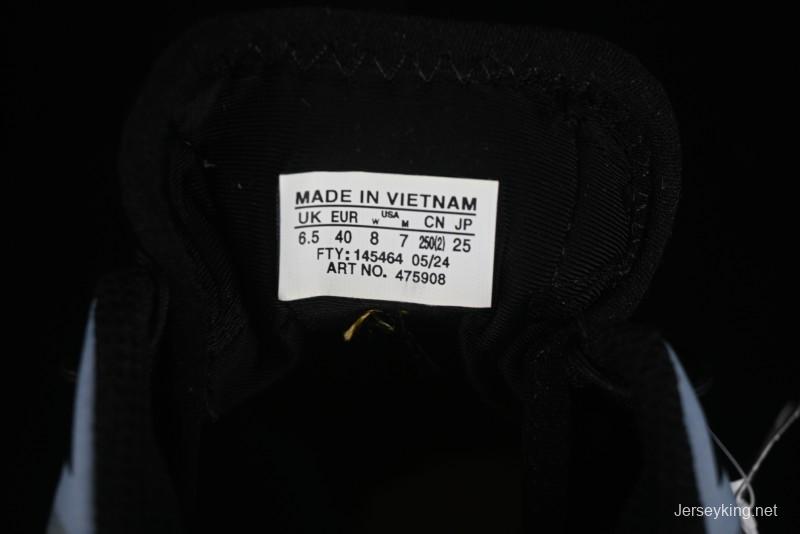 MADE IN VIETNAM
UK EUR W USA M CN JP
6.5 40 8 7 250(2) 25
FTY: 145464 05/24
ART NO. 475908
Jerseyking.net